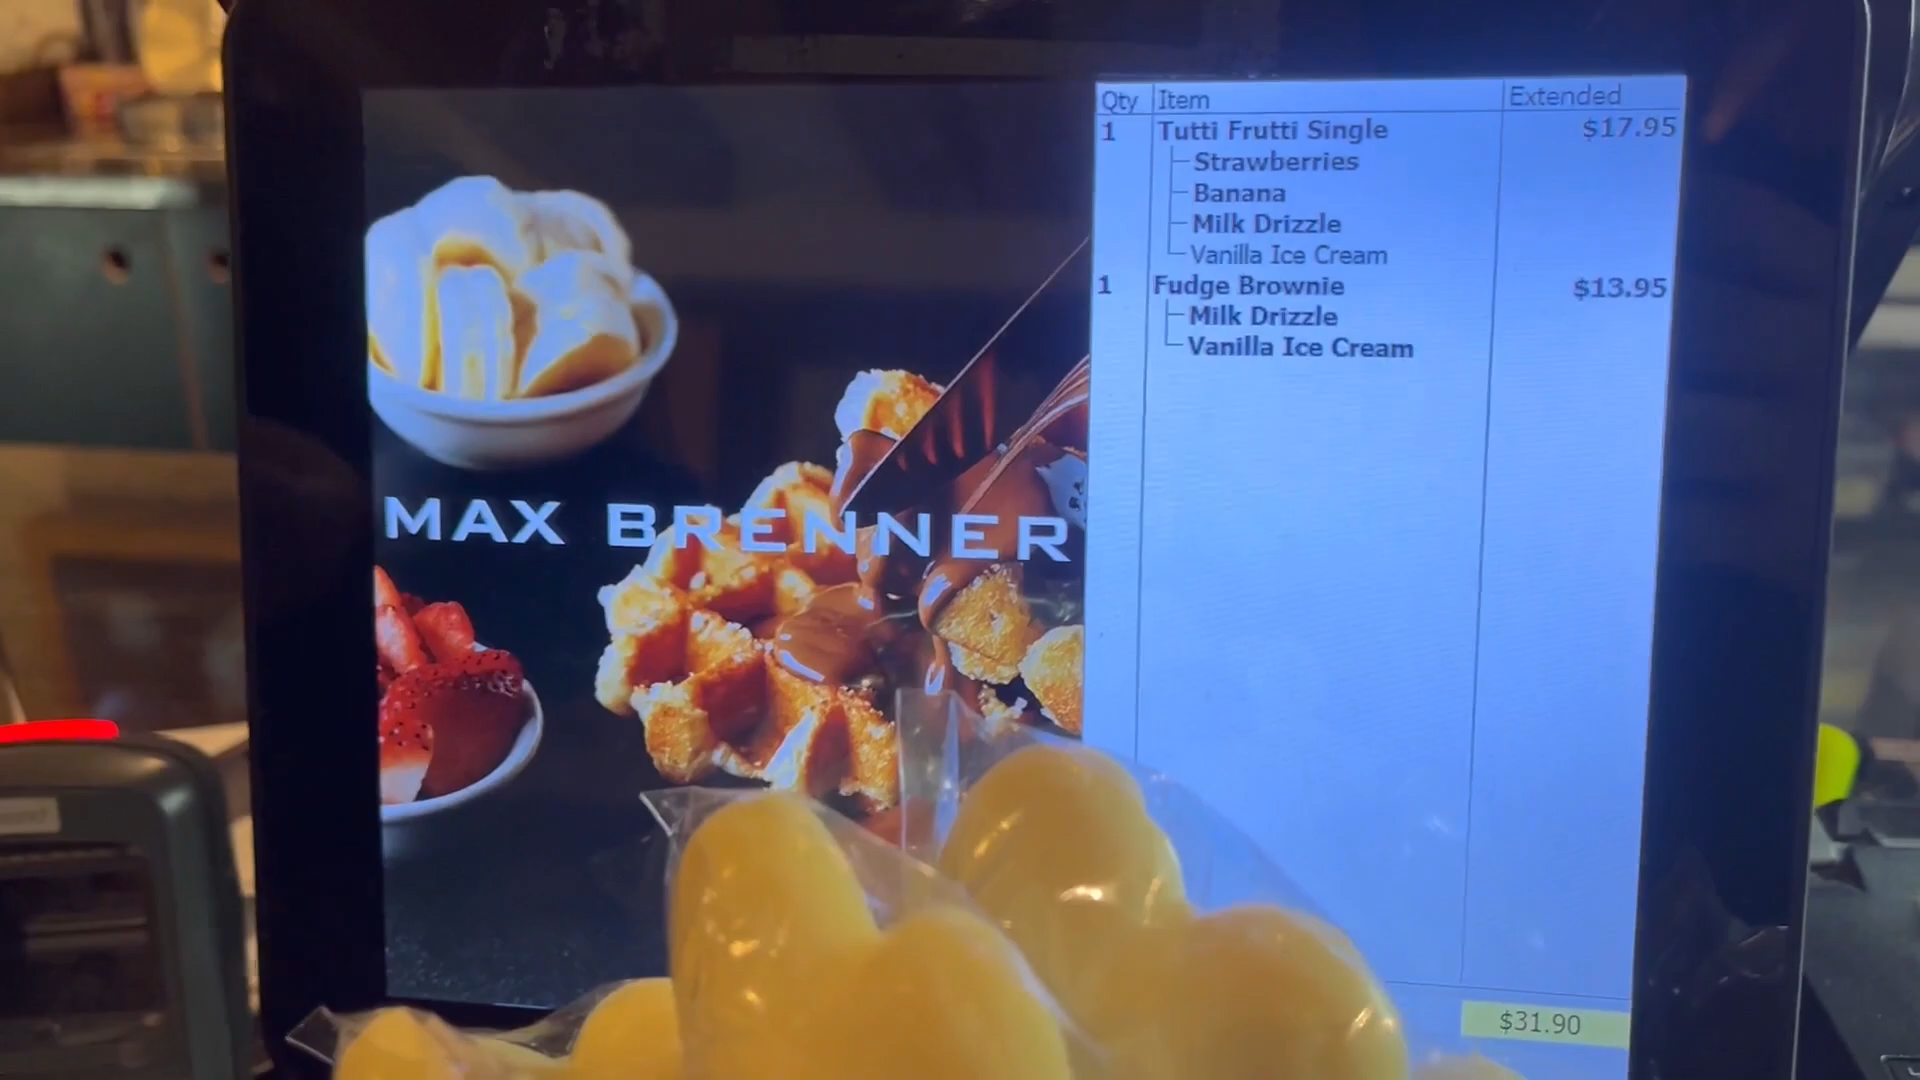 MAX BRENNER
Qty Item Extended
1 Tutti Frutti Single $17.95
Strawberries
Banana
Milk Drizzle
Vanilla Ice Cream
1 Fudge Brownie $13.95
Milk Drizzle
Vanilla Ice Cream
$31.90